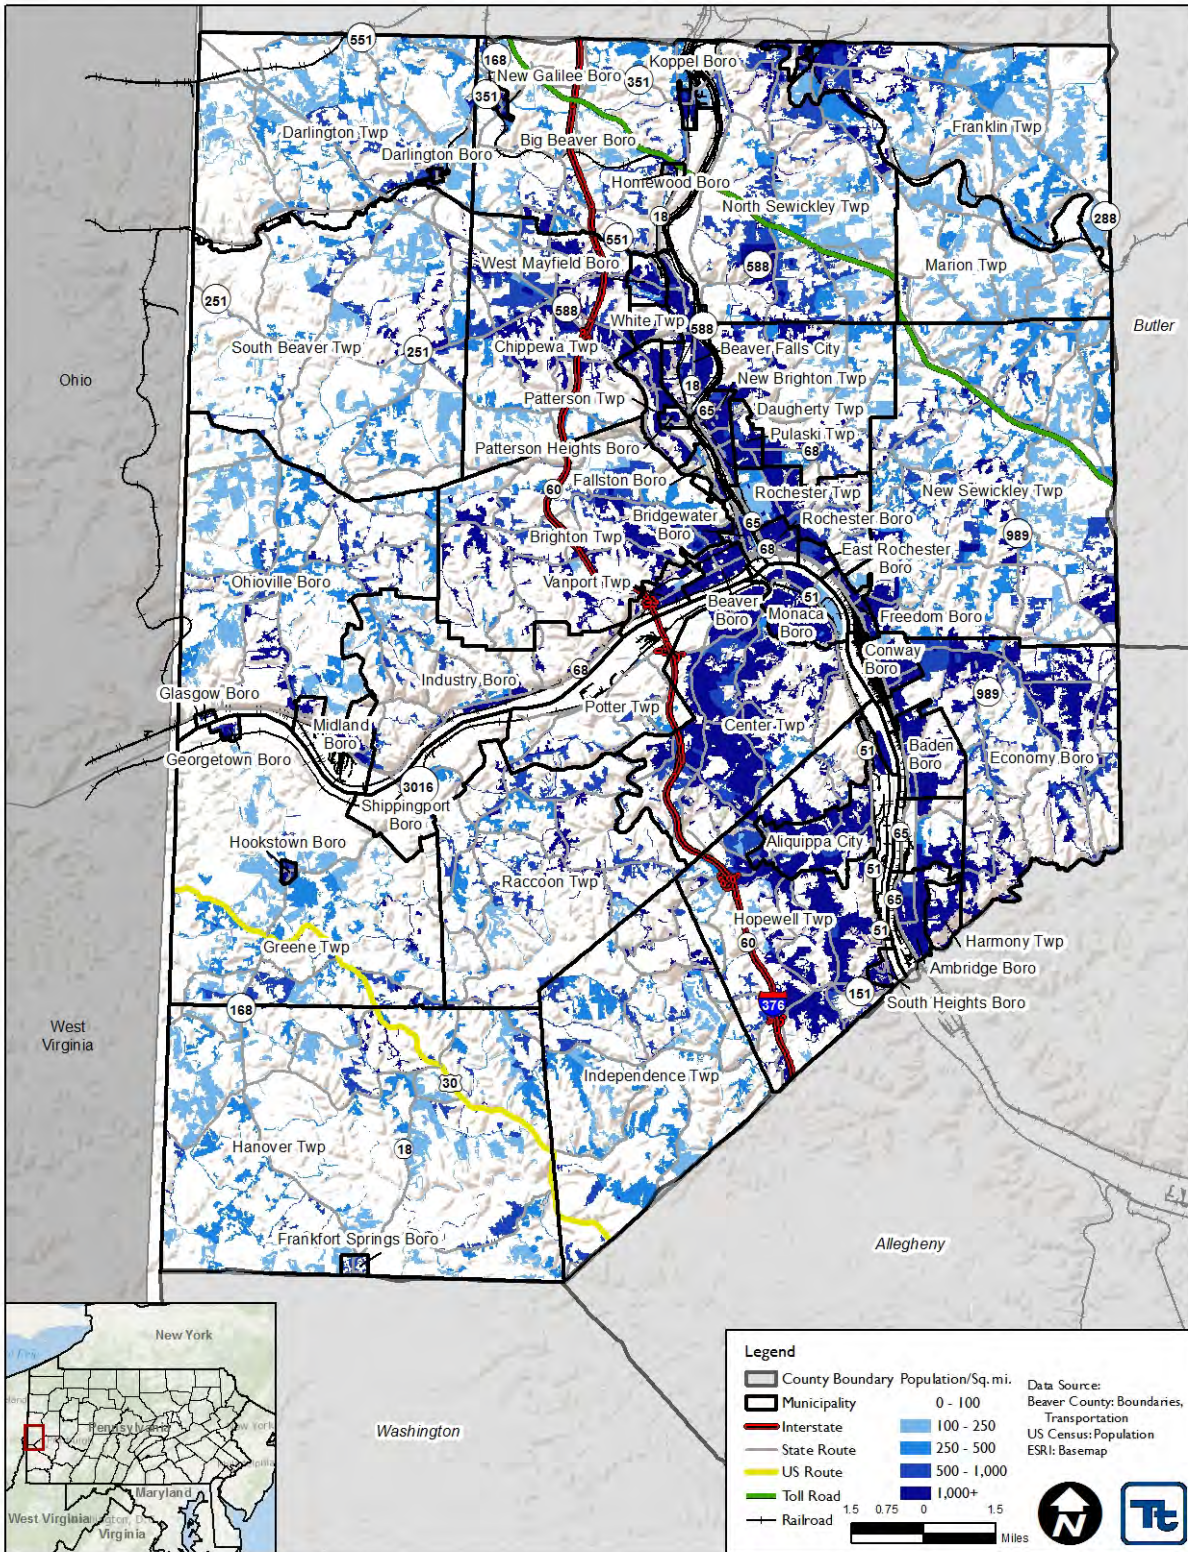 551
168
Koppel Boro
New Galilee Boro
351
351
Darlington Twp
Franklin Twp
Big Beaver Boro
Darlington Boro
Homewood Boro
North Sewickley Twp
18
288
551
West Mayfield Boro
588
Marion Twp
251
588
White Twp
588
Butler
South Beaver Twp
251
Chippewa Twp
Beaver Falls City
Ohio
New Brighton Twp
18
Patterson Twp
65
Daugherty Twp
Pulaski Twp
Patterson Heights Boro
68
Fallston Boro
60
Rochester Twp
New Sewickley Twp
Bridgewater
Boro
65
Rochester Boro
Brighton Twp
989
68
East Rochester
Boro
Ohioville Boro
Vanport Twp
Beaver
Boro
Monaca
Boro
51
Freedom Boro
Conway
Boro
68
Industry Boro
Glasgow Boro
989
Potter Twp
Midland
Boro
Center Twp
Georgetown Boro
51
Baden
Boro
Economy Boro
3016
Shippingport
Boro
Hookstown Boro
65
Aliquippa City
51
Raccoon Twp
65
Hopewell Twp
51
Greene Twp
60
Harmony Twp
Ambridge Boro
168
376
151
South Heights Boro
West
Virginia
30
Independence Twp
Hanover Twp
18
Frankfort Springs Boro
Allegheny
Washington
New York
Pennsylvania
Maryland
West Virginia
Virginia
Legend
County Boundary
Municipality
Interstate
State Route
US Route
Toll Road
Railroad
Population/Sq. mi.
0 - 100
100 - 250
250 - 500
500 - 1,000
1,000+
Data Source:
Beaver County: Boundaries,
Transportation
US Census: Population
ESRI: Basemap
1.5 0.75 0 1.5
Miles
N
Tt